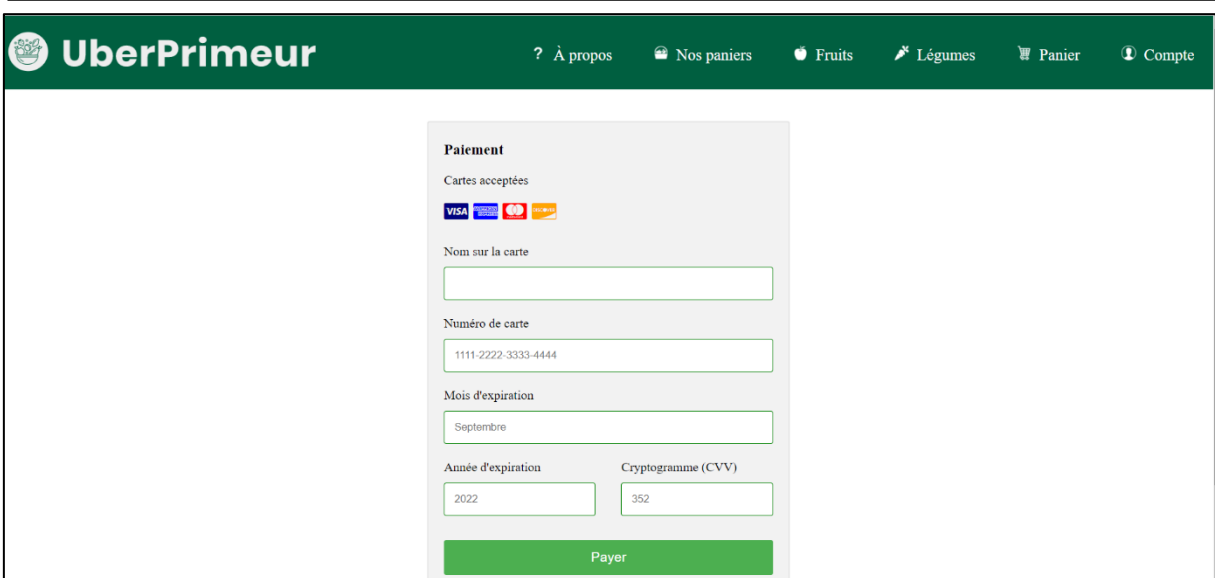 UberPrimeur
? À propos Nos paniers Fruits Légumes Panier Compte
Paiement
Cartes acceptées
VISA
Nom sur la carte
Numéro de carte
1111-2222-3333-4444
Mois d'expiration
Septembre
Année d'expiration Cryptogramme (CVV)
2022 352
Payer